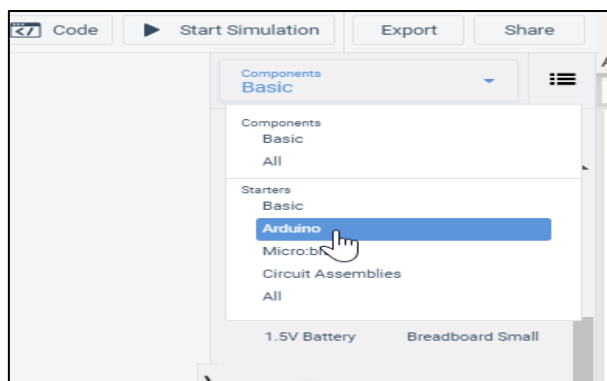 Code Start Simulation Export Share
Components
Basic
Components
Basic
All
Starters
Basic
Arduino
Circuit Assemblies
All
1.5V Battery Breadboard Small